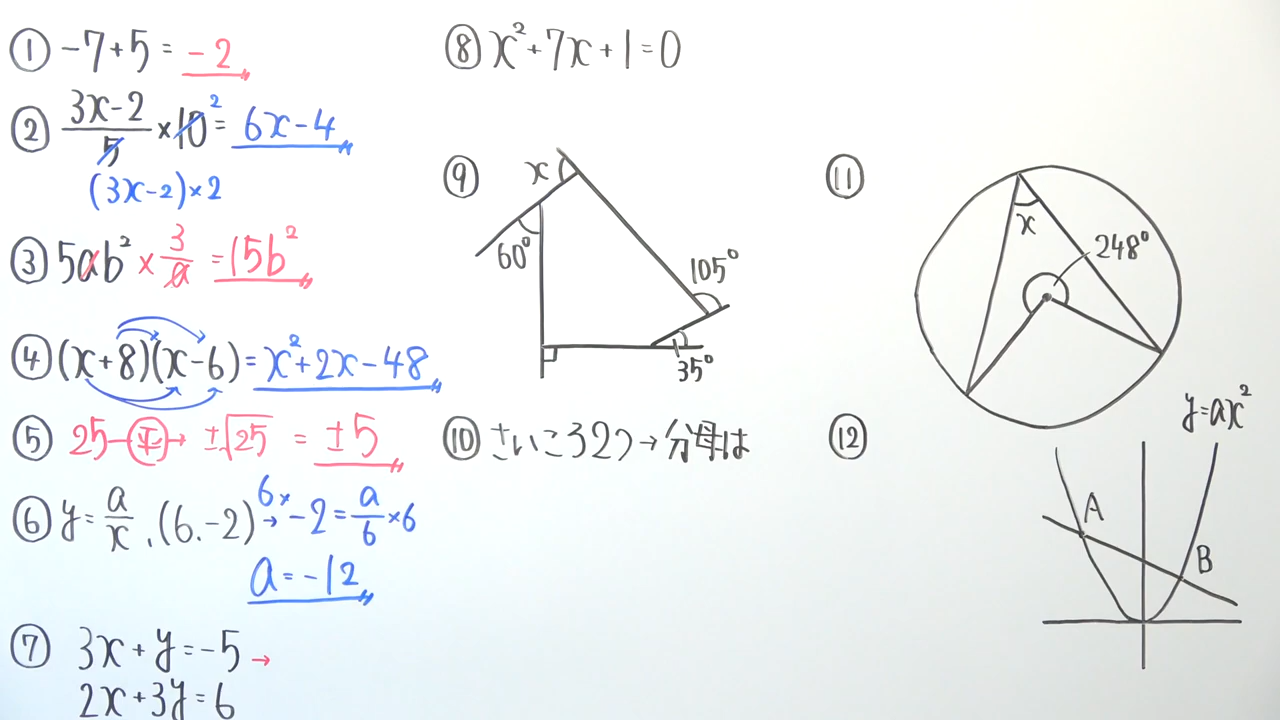 ① -7+5 = -2
② (3x-2)/5 × 10 = 6x-4
2
(3x-2)×2
③ 5ab² × 3/a = 15b²
④ (x+8)(x-6) = x²+2x-48
⑤ 25-平→ ±√25 = ±5
⑥ y = a/x , (6.-2) → 6× -2 = a/6 ×6
a = -12
⑦ 3x + y = -5 →
2x+3y = 6
⑧ x²+7x+1=0
⑨ x
60°
105°
35°
⑩ さいころ2つ→分母は
⑪ x
248°
⑫ y=ax²
A
B